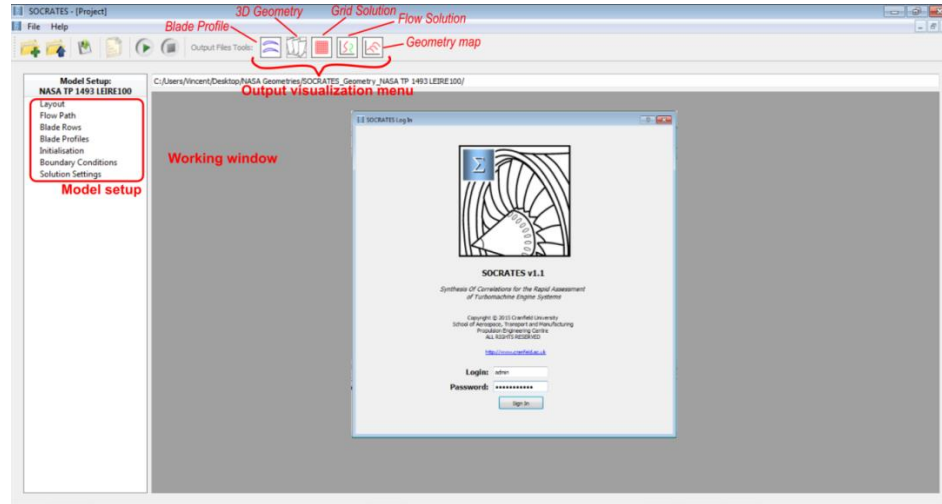 SOCRATES - [Project]
File Help
Blade Profile
3D Geometry
Grid Solution
Flow Solution
Geometry map
Output Files Tools:
Output visualization menu
Model Setup:
NASA TP 1493 LEIRE100
C:/Users/Vincent/Desktop/NASA Geometries/SOCRATES_Geometry_NASA TP 1493 LEIRE100/
Layout
Flow Path
Blade Rows
Blade Profiles
Initialisation
Boundary Conditions
Solution Settings
Model setup
Working window
SOCRATES Log In
Σ
SOCRATES v1.1
Synthesis Of Correlations for the Rapid Assessment
of Turbomachine Engine Systems
Copyright © 2015 Cranfield University
School of Aerospace, Transport and Manufacturing
Propulsion Engineering Centre
ALL RIGHTS RESERVED
http://www.cranfield.ac.uk
Login: admin
Password: •••••••••••
Sign In